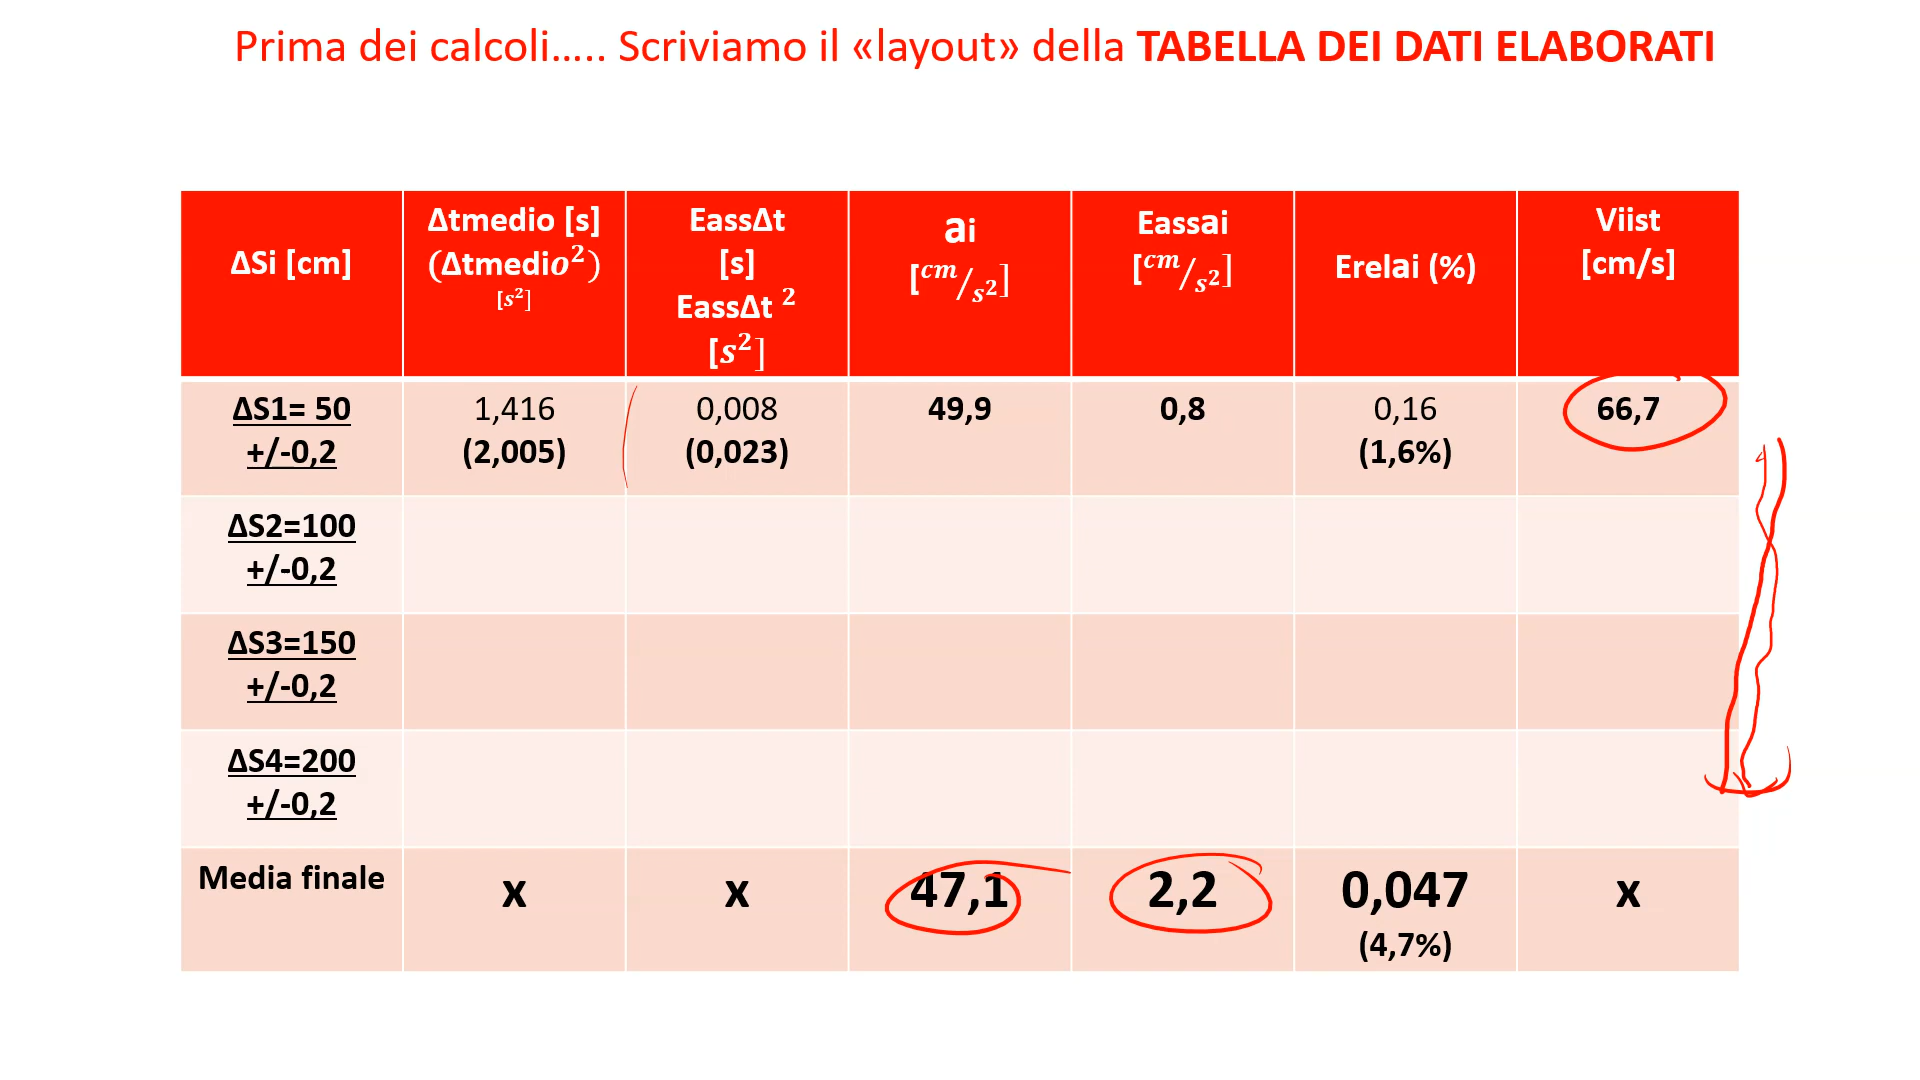 Prima dei calcoli..... Scriviamo il «layout» della TABELLA DEI DATI ELABORATI
ΔSi [cm]
Δtmedio [s]
(Δtmedio²)
[s²]
EassΔt
[s]
EassΔt ²
[s²]
ai
[cm/s²]
Eassai
[cm/s²]
Erelai (%)
Viist
[cm/s]
ΔS1= 50
+/-0,2
1,416
(2,005)
0,008
(0,023)
49,9
0,8
0,16
(1,6%)
66,7
ΔS2=100
+/-0,2
ΔS3=150
+/-0,2
ΔS4=200
+/-0,2
Media finale
x
x
47,1
2,2
0,047
(4,7%)
x